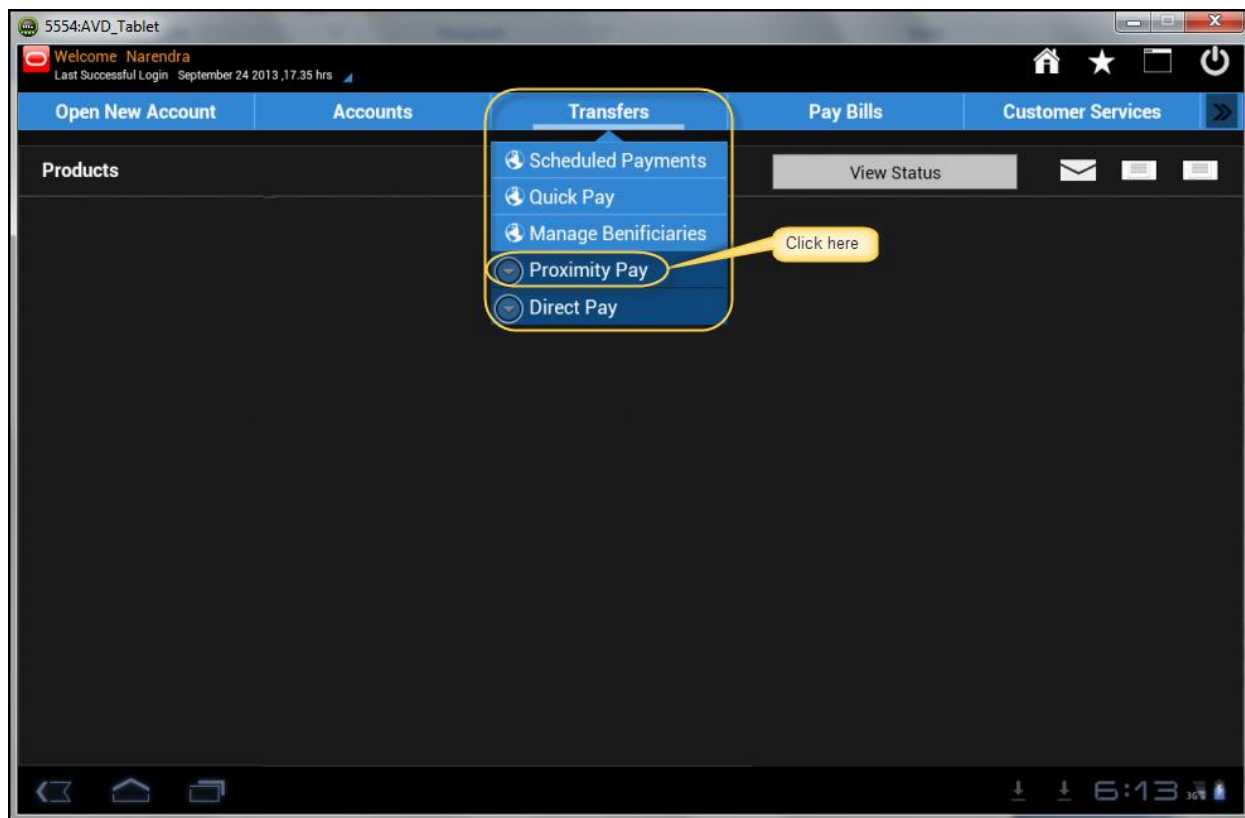 5554:AVD_Tablet
Welcome Narendra
Last Successful Login September 24 2013 ,17.35 hrs
Open New Account Accounts Transfers Pay Bills Customer Services
Products
View Status
Scheduled Payments
Quick Pay
Manage Benificiaries
Click here
Proximity Pay
Direct Pay
6:13 3G